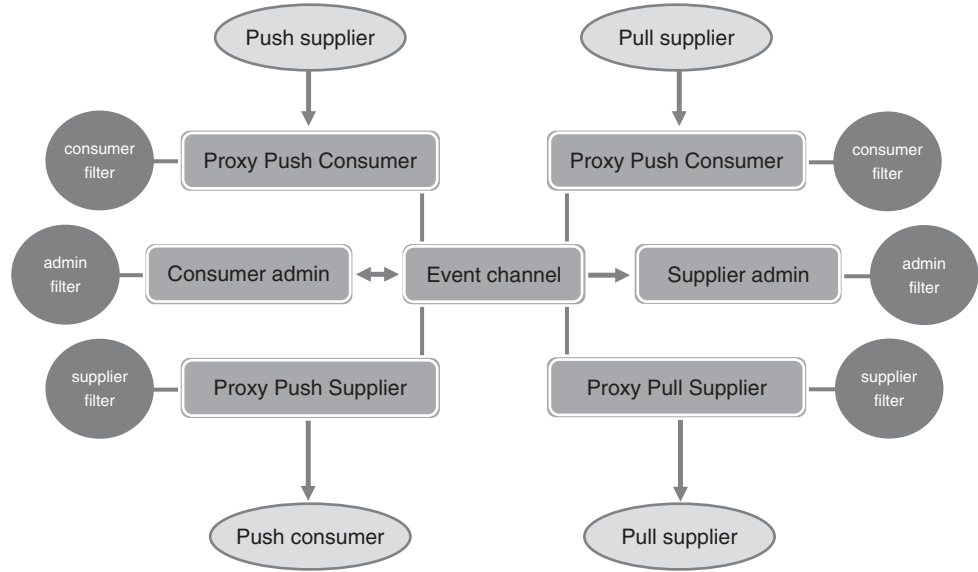 Push supplier
Pull supplier
consumer
filter
Proxy Push Consumer
Proxy Push Consumer
consumer
filter
admin
filter
Consumer admin
Event channel
Supplier admin
admin
filter
supplier
filter
Proxy Push Supplier
Proxy Pull Supplier
supplier
filter
Push consumer
Pull supplier